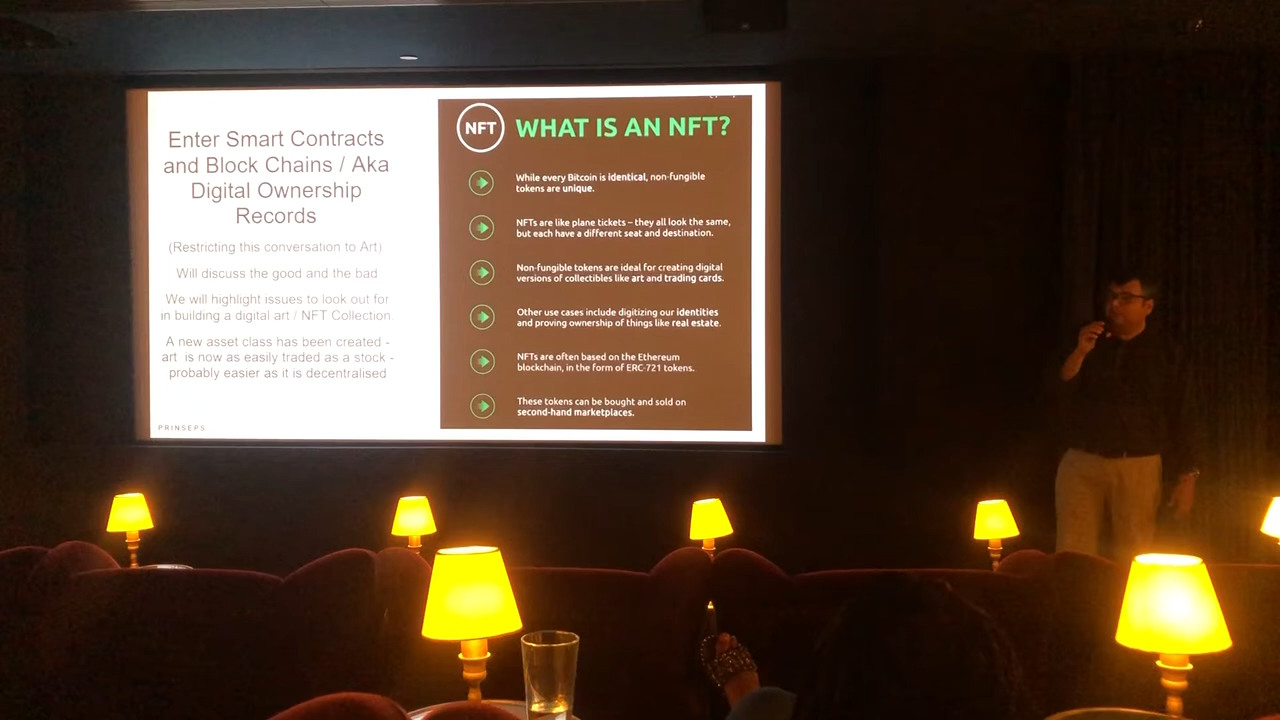 Enter Smart Contracts
and Block Chains / Aka
Digital Ownership
Records
(Restricting this conversation to Art)
Will discuss the good and the bad
We will highlight issues to look out for
in building a digital art / NFT Collection.
A new asset class has been created -
art is now as easily traded as a stock -
probably easier as it is decentralised
PRINSEPS
NFT WHAT IS AN NFT?
While every Bitcoin is identical, non-fungible
tokens are unique.
NFTs are like plane tickets – they all look the same,
but each have a different seat and destination.
Non-fungible tokens are ideal for creating digital
versions of collectibles like art and trading cards.
Other use cases include digitizing our identities
and proving ownership of things like real estate.
NFTs are often based on the Ethereum
blockchain, in the form of ERC-721 tokens.
These tokens can be bought and sold on
second-hand marketplaces.